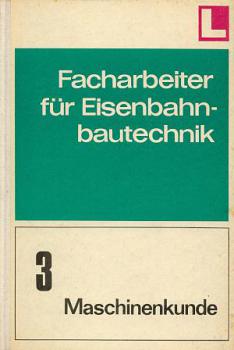 L
Facharbeiter
für Eisenbahn-
bautechnik
3
Maschinenkunde